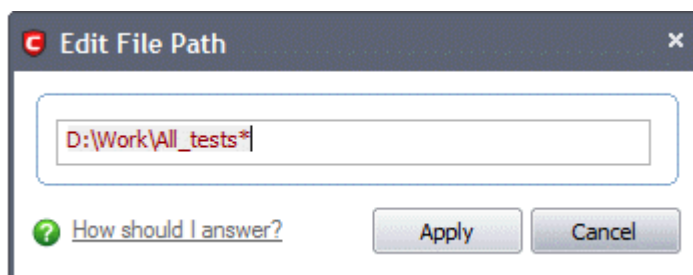 Edit File Path
D:\Work\All_tests*
How should I answer?
Apply
Cancel